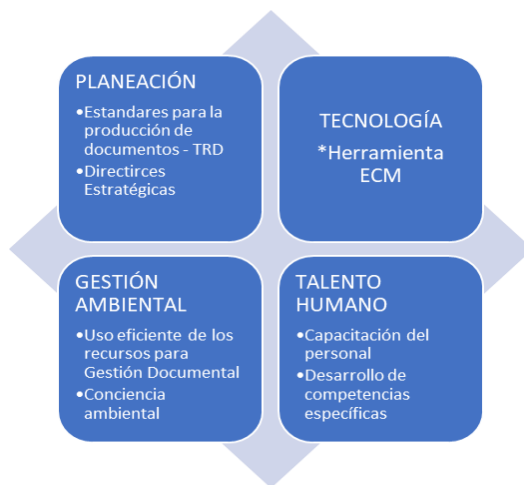 PLANEACIÓN
•Estandares para la
producción de
documentos - TRD
•Directirces
Estratégicas
TECNOLOGÍA
*Herramienta
ECM
GESTIÓN
AMBIENTAL
•Uso eficiente de los
recursos para
Gestión Documental
•Conciencia
ambiental
TALENTO
HUMANO
•Capacitación del
personal
•Desarrollo de
competencias
específicas